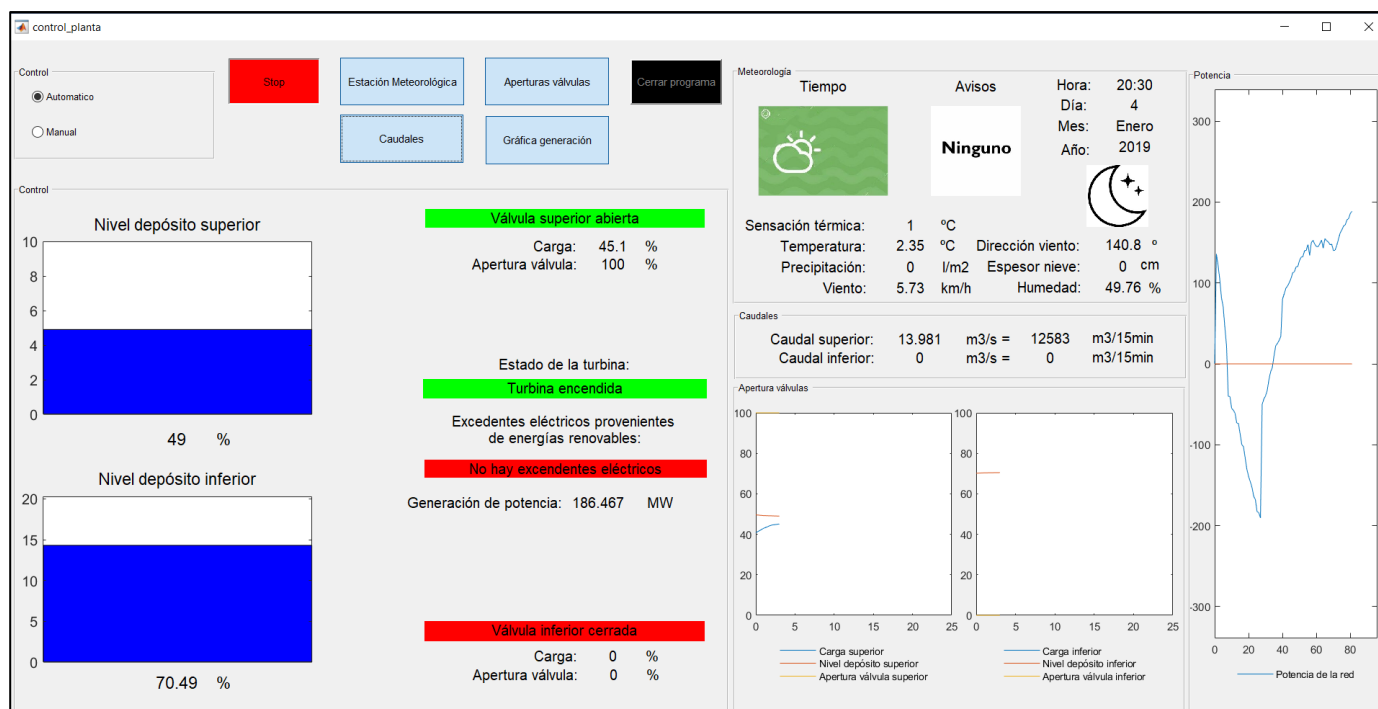 control_planta
Control
Automatico
Manual
Stop
Estación Meteorológica
Aperturas válvulas
Cerrar programa
Caudales
Gráfica generación
Control
Nivel depósito superior
10
8
6
4
2
0
49 %
Nivel depósito inferior
20
15
10
5
0
70.49 %
Válvula superior abierta
Carga: 45.1 %
Apertura válvula: 100 %
Estado de la turbina:
Turbina encendida
Excedentes eléctricos provenientes
de energías renovables:
No hay excendentes eléctricos
Generación de potencia: 186.467 MW
Válvula inferior cerrada
Carga: 0 %
Apertura válvula: 0 %
Meteorología
Tiempo
Avisos
Ninguno
Hora: 20:30
Día: 4
Mes: Enero
Año: 2019
Sensación térmica: 1 ºC
Temperatura: 2.35 ºC Dirección viento: 140.8 º
Precipitación: 0 l/m2 Espesor nieve: 0 cm
Viento: 5.73 km/h Humedad: 49.76 %
Caudales
Caudal superior: 13.981 m3/s = 12583 m3/15min
Caudal inferior: 0 m3/s = 0 m3/15min
Apertura válvulas
100
80
60
40
20
0
0 5 10 15 20 25
Carga superior
Nivel depósito superior
Apertura válvula superior
100
80
60
40
20
0
0 5 10 15 20 25
Carga inferior
Nivel depósito inferior
Apertura válvula inferior
Potencia
300
200
100
0
-100
-200
-300
0 20 40 60 80
Potencia de la red